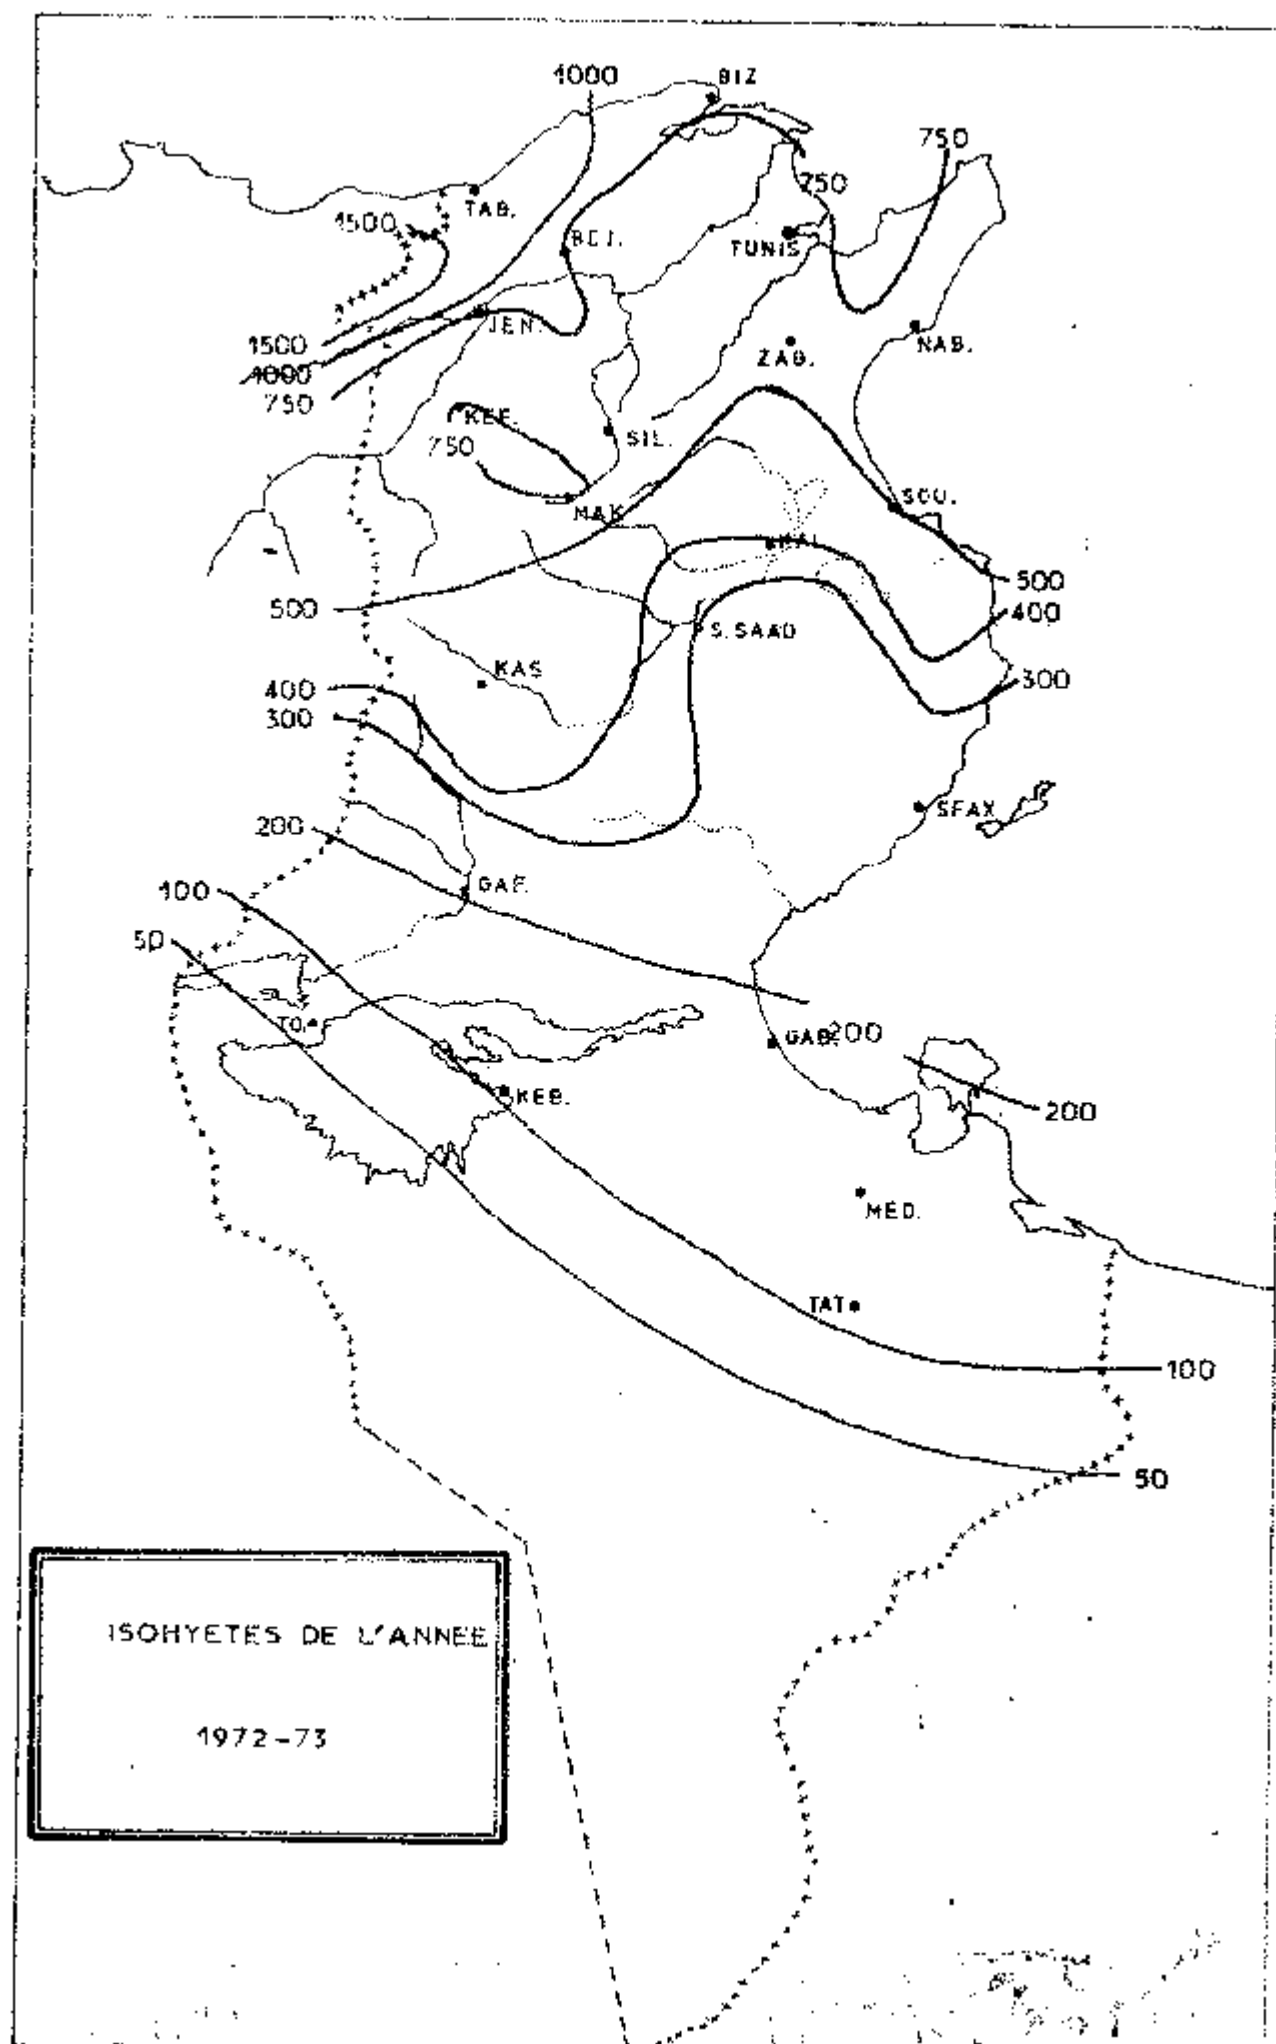 1000
BIZ
750
750
TAB.
1500
BEJ.
TUNIS
JEN.
NAB.
1500
ZAG.
1000
750
KEF.
750
SIL.
MAK.
SOU.
KAI
500
500
400
S.SAAD
KAS
400
300
300
SFAX
200
GAF.
100
50
TO.
GAB.
200
KEB.
200
MED.
TAT
100
50
ISOHYETES DE L'ANNEE
1972-73